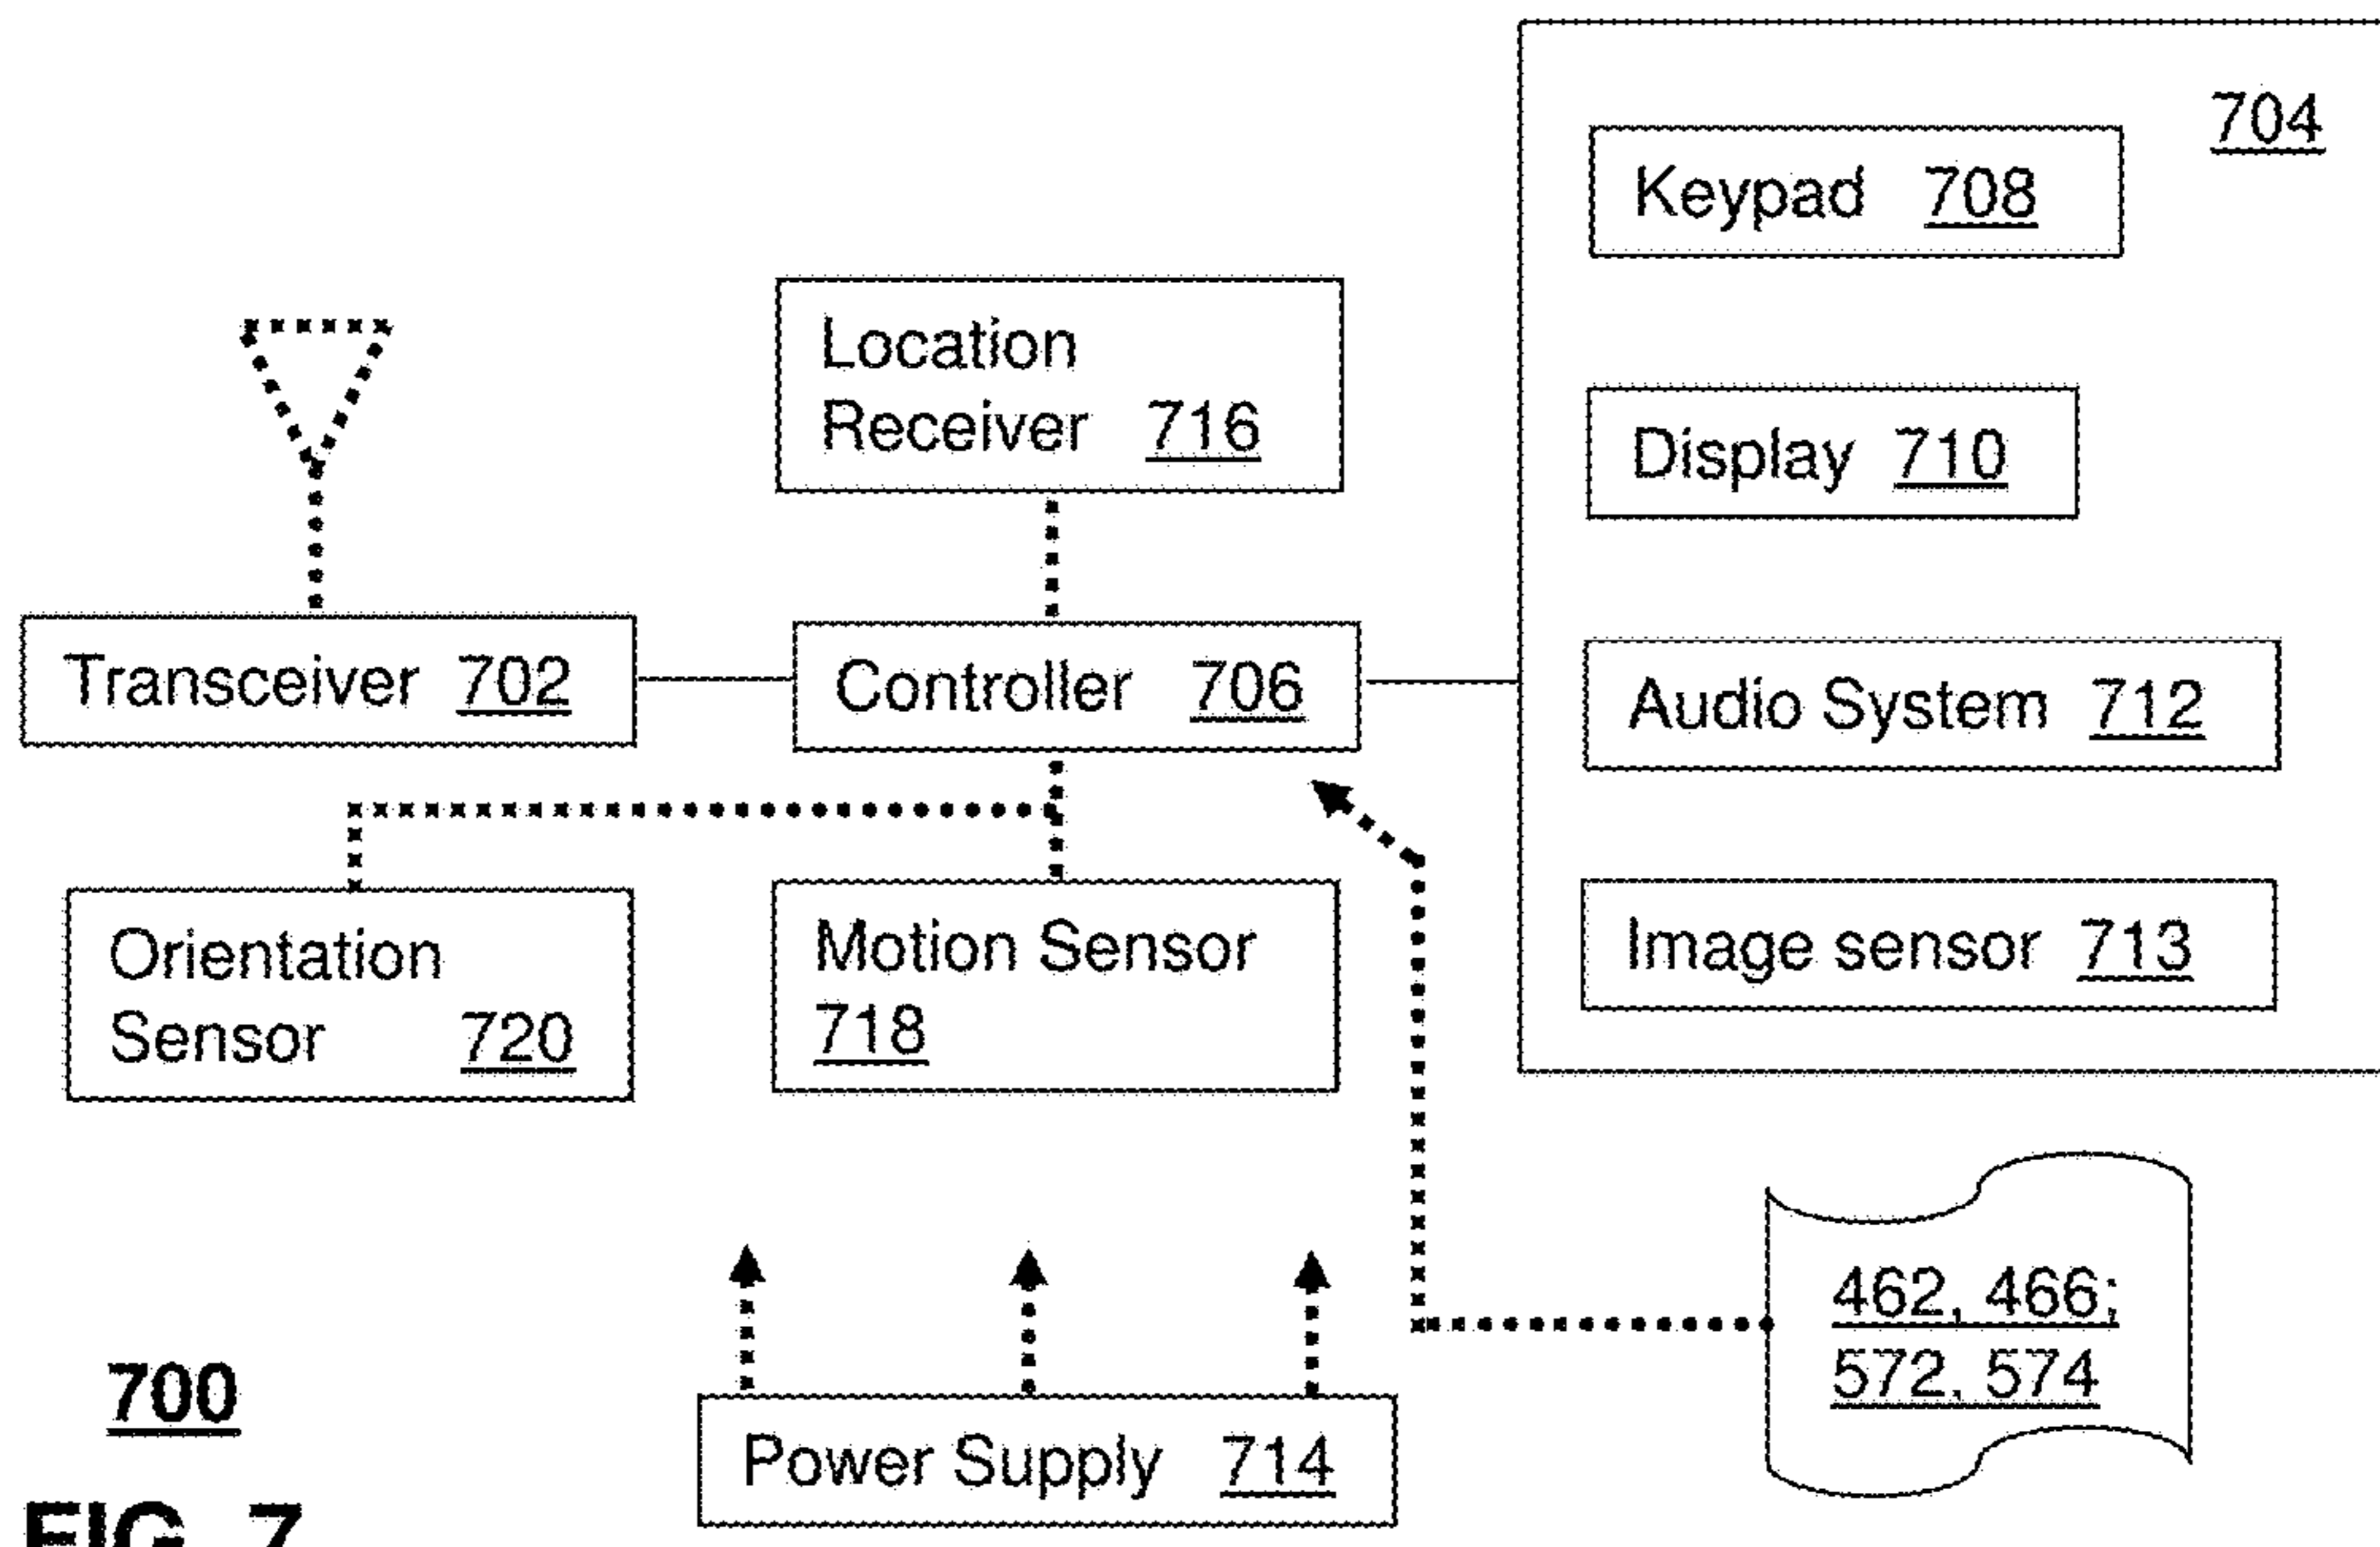 704
Keypad 708
Location
Receiver 716
Display 710
Transceiver 702
Controller 706
Audio System 712
Orientation
Sensor 720
Motion Sensor
718
Image sensor 713
462, 466;
572, 574
700
Power Supply 714
FIG. 7